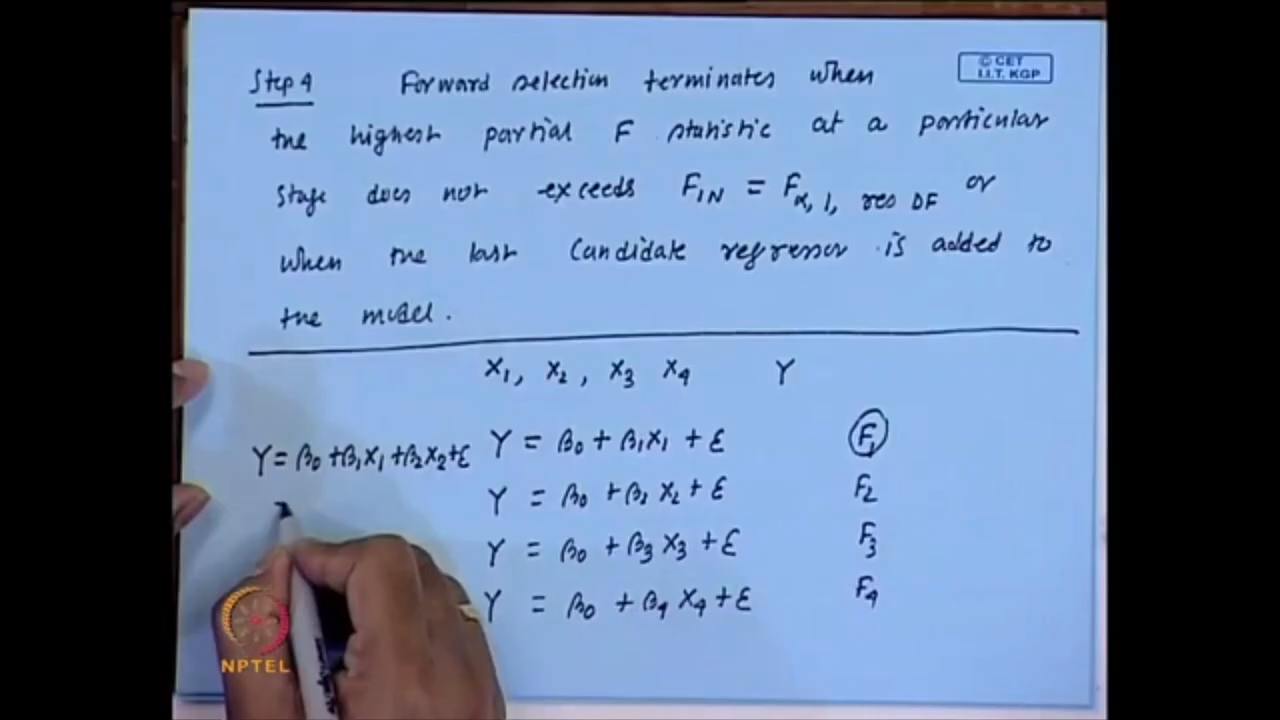 © CET
I.I.T. KGP
Step 4 Forward selection terminates when
the highest partial F statistic at a particular
stage does not exceeds F_IN = F_α, 1, res DF or
when the last candidate regressor is added to
the model.
X₁, X₂, X₃ X₄ Y
Y = β₀ + β₁X₁ + ε F₁
Y = β₀ + β₁X₁ + β₂X₂ + ε
Y = β₀ + β₂ X₂ + ε F₂
Y = β₀ + β₃ X₃ + ε F₃
Y = β₀ + β₄ X₄ + ε F₄
NPTEL